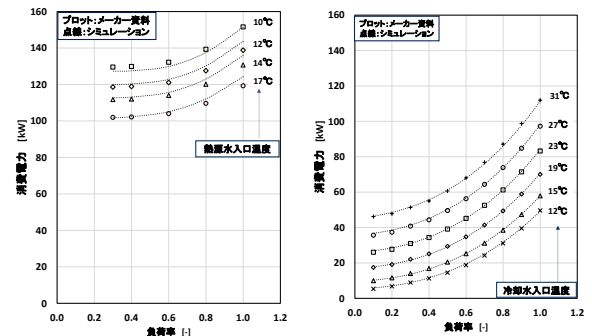 プロット：メーカー資料
点線：シミュレーション
160
140
120
100
80
60
40
20
0
消費電力 [kW]
10℃
12℃
14℃
17℃
熱源水入口温度
0.0 0.2 0.4 0.6 0.8 1.0 1.2
負荷率 [-]
プロット：メーカー資料
点線：シミュレーション
160
140
120
100
80
60
40
20
0
消費電力 [kW]
31℃
27℃
23℃
19℃
15℃
12℃
冷却水入口温度
0.0 0.2 0.4 0.6 0.8 1.0 1.2
負荷率 [-]